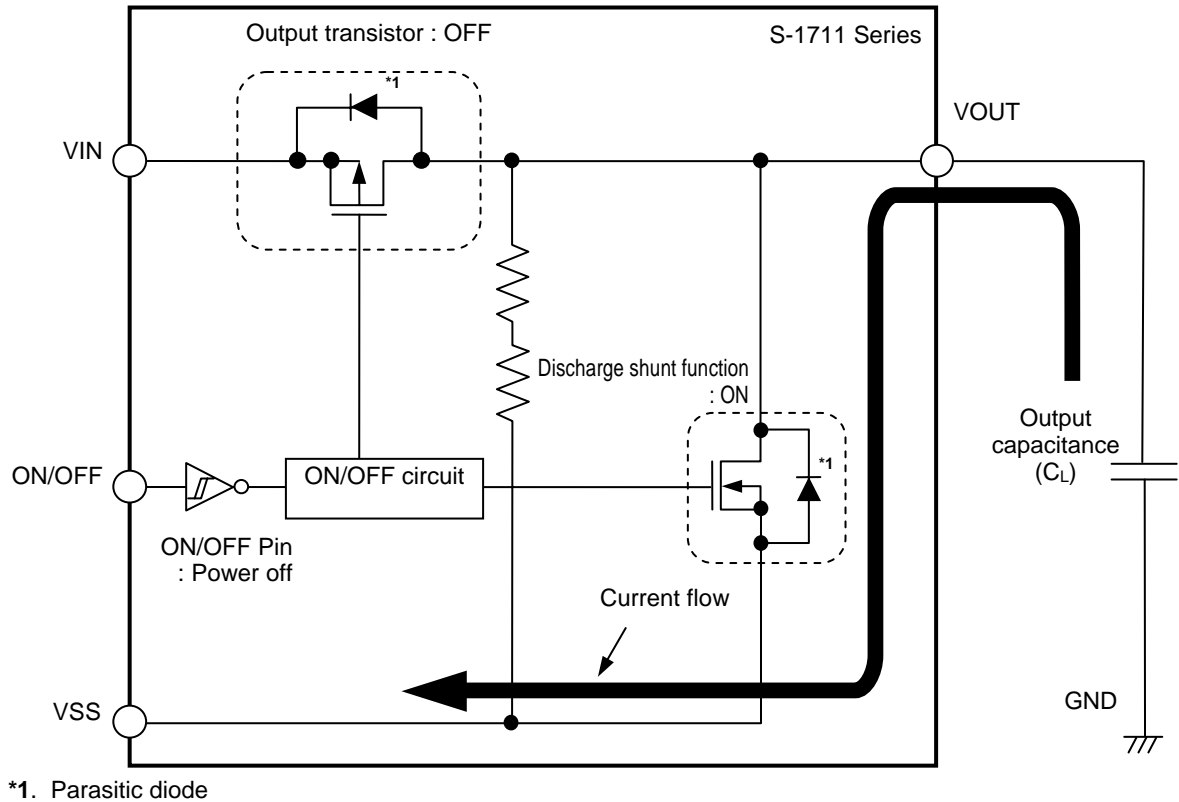 Output transistor : OFF
S-1711 Series
*1
VOUT
VIN
Discharge shunt function
: ON
*1
Output
capacitance
(CL)
ON/OFF
ON/OFF circuit
ON/OFF Pin
: Power off
Current flow
GND
VSS
*1. Parasitic diode